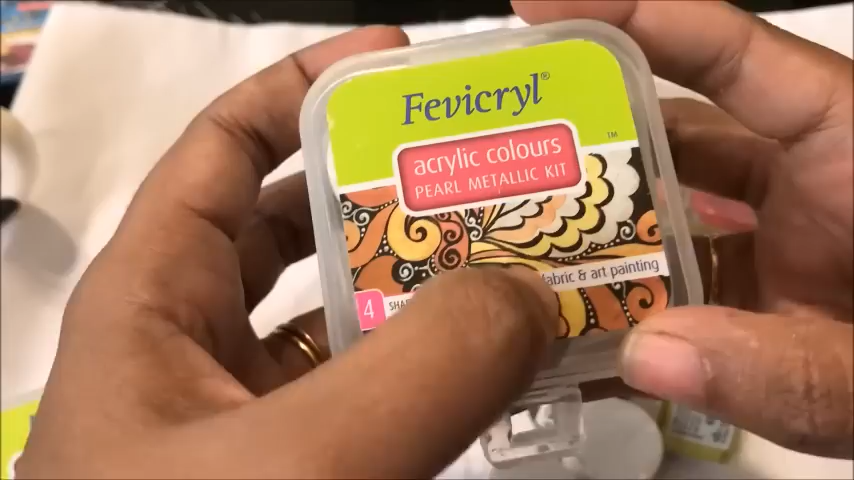 Fevicryl®
acrylic colours
PEARL METALLIC KIT
TM
fabric & art painting
4